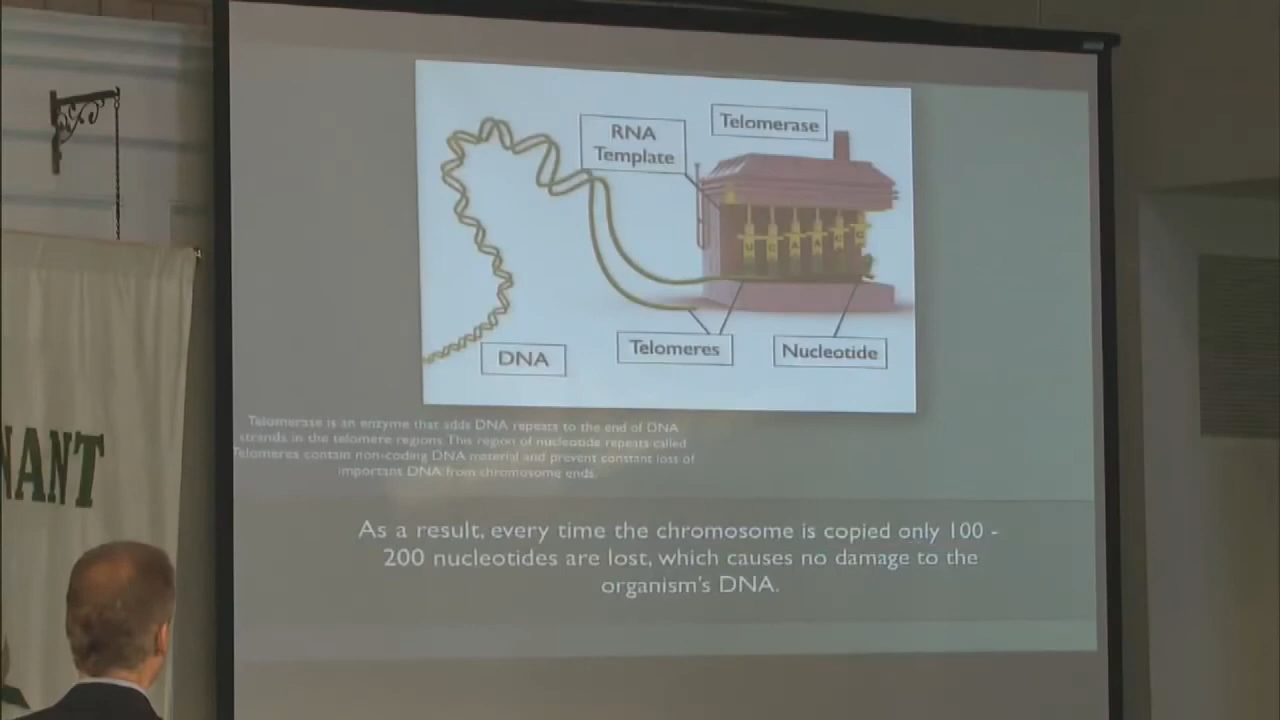 RNA
Template
Telomerase
U C A A
DNA
Telomeres
Nucleotide
Telomerase is an enzyme that adds DNA repeats to the end of DNA
strands in the telomere regions. This region of nucleotide repeats called
Telomeres contain non-coding DNA material and prevent constant loss of
important DNA from chromosome ends.
As a result, every time the chromosome is copied only 100 -
200 nucleotides are lost, which causes no damage to the
organism's DNA.
NANT